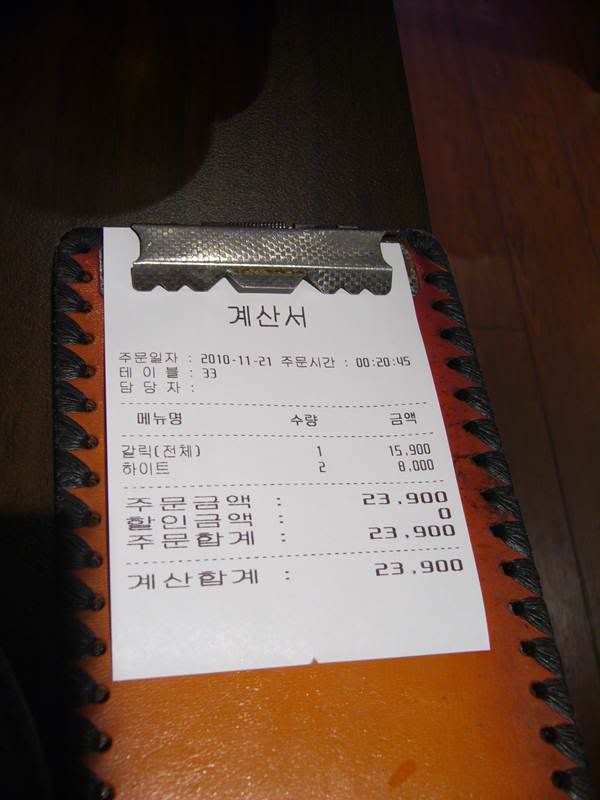 계산서
주문일자 : 2010-11-21 주문시간 : 00:20:45
테 이 블 : 33
담 당 자 :
메뉴명 수량 금액
갈릭(전체) 1 15,900
하이트 2 8,000
주문금액 : 23,900
할인금액 : 0
주문합계 : 23,900
계산합계 : 23,900